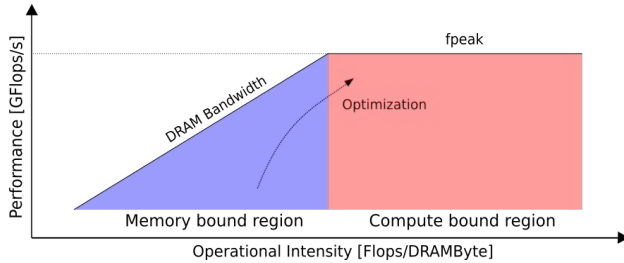 fpeak
DRAM Bandwidth
Optimization
Performance [GFlops/s]
Memory bound region
Compute bound region
Operational Intensity [Flops/DRAMByte]